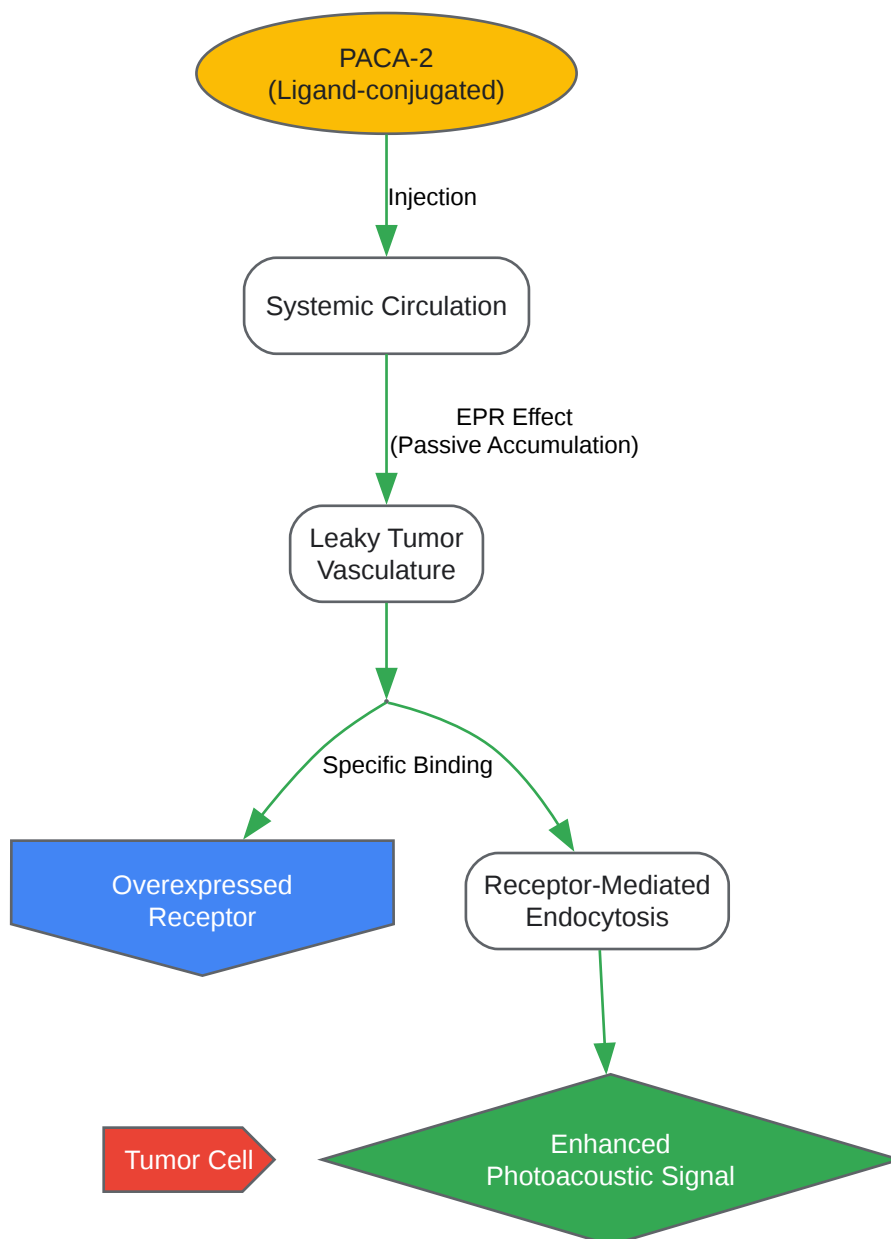 PACA-2
(Ligand-conjugated)
Injection
Systemic Circulation
EPR Effect
(Passive Accumulation)
Leaky Tumor
Vasculature
Specific Binding
Overexpressed
Receptor
Receptor-Mediated
Endocytosis
Tumor Cell
Enhanced
Photoacoustic Signal